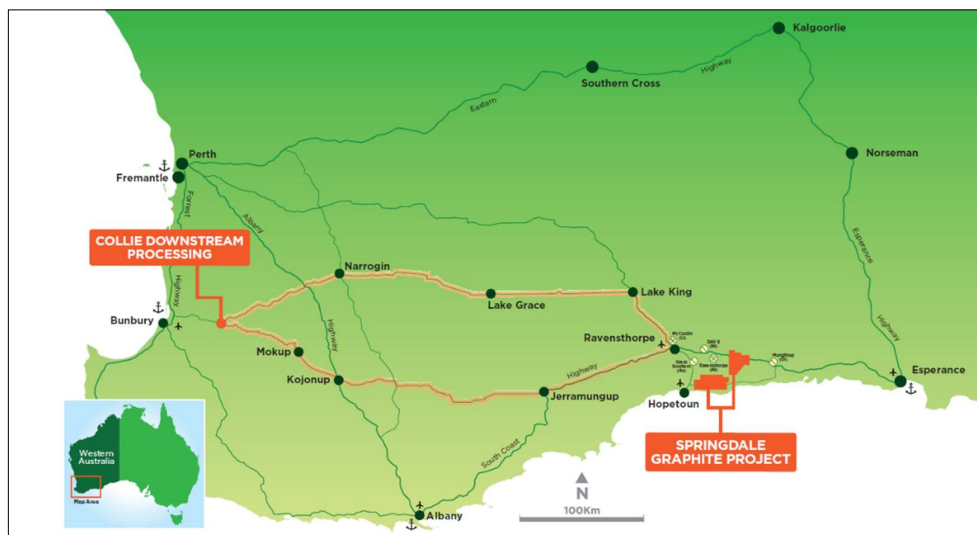 Kalgoorlie
Highway
Southern Cross
Eastern
Perth
Norseman
Fremantle
Forrest
Albany
COLLIE DOWNSTREAM
PROCESSING
Narrogin
Esperance
Highway
Lake Grace
Lake King
Bunbury
Highway
Ravensthorpe
Highway
Mokup
Kojonup
Highway
Esperance
Jerramungup
Hopetoun
South Coast
SPRINGDALE
GRAPHITE PROJECT
Western
Australia
Map Area
N
100Km
Albany